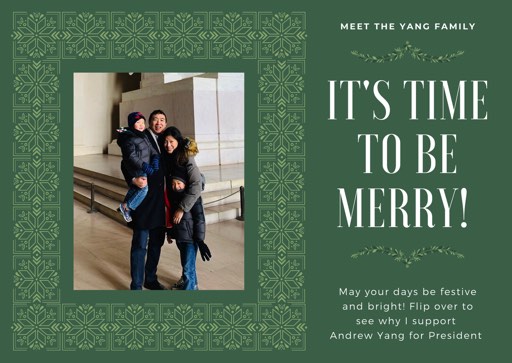 MEET THE YANG FAMILY
IT'S TIME
TO BE
MERRY!
May your days be festive
and bright! Flip over to
see why I support
Andrew Yang for President